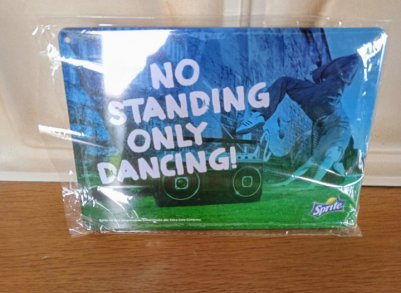 NO
STANDING
ONLY
DANCING!
Sprite